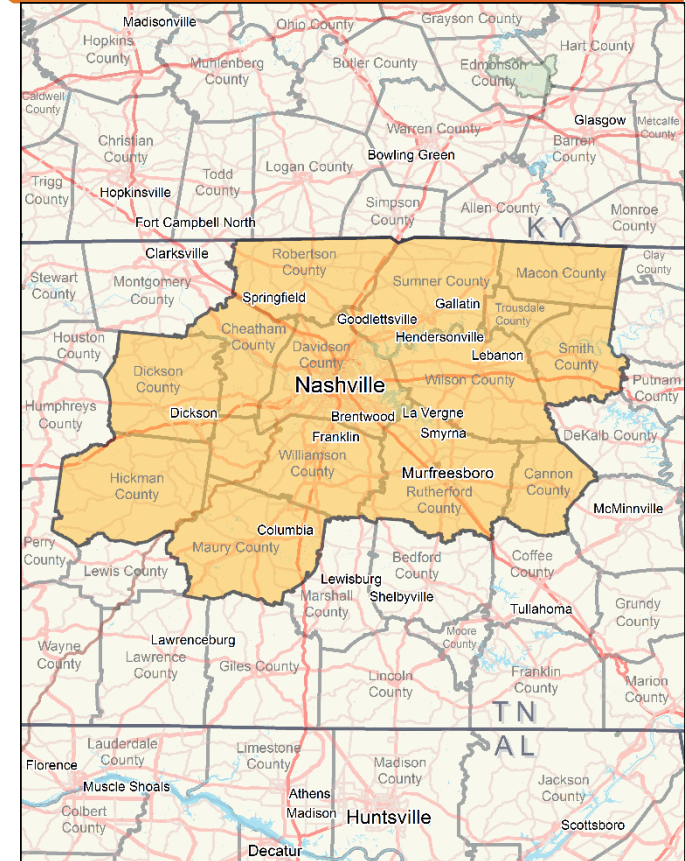 Madisonville
Ohio County
Grayson County
Hopkins
County
Hart County
Muhlenberg
County
Butler County
Edmonson
County
Caldwell
County
Glasgow
Metcalfe
County
Warren County
Christian
County
Barren
County
Bowling Green
Logan County
Todd
County
Trigg
County
Hopkinsville
Simpson
County
Allen County
Monroe
County
Fort Campbell North
KY
Clarksville
Robertson
County
Clay
County
Stewart
County
Montgomery
County
Sumner County
Macon County
Springfield
Gallatin
Trousdale
County
Goodlettsville
Cheatham
County
Houston
County
Hendersonville
Davidson
County
Lebanon
Smith
County
Dickson
County
Nashville
Wilson County
Putnam
County
Humphreys
County
Dickson
Brentwood
La Vergne
Franklin
Smyrna
DeKalb County
Williamson
County
Hickman
County
Murfreesboro
Rutherford
County
Cannon
County
McMinnville
Columbia
Perry
County
Maury County
Bedford
County
Coffee
County
Lewis County
Lewisburg
Marshall
County
Shelbyville
Tullahoma
Grundy
County
Lawrenceburg
Moore
County
Wayne
County
Lawrence
County
Giles County
Lincoln
County
Franklin
County
Marion
County
TN
AL
Lauderdale
County
Limestone
County
Madison
County
Florence
Jackson
County
Muscle Shoals
Athens
Colbert
County
Madison
Huntsville
Scottsboro
Decatur